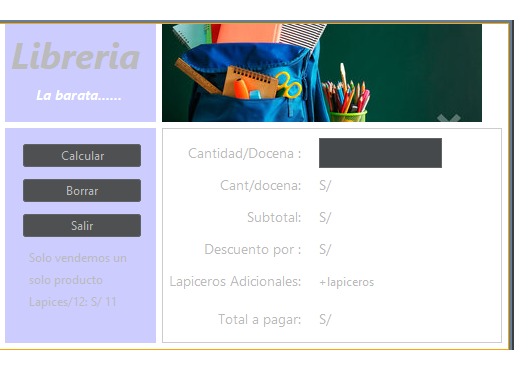 Libreria
La barata......
Calcular
Borrar
Salir
Solo vendemos un
solo producto
Lapices/12: S/ 11
Cantidad/Docena :
Cant/docena: S/
Subtotal: S/
Descuento por : S/
Lapiceros Adicionales: +lapiceros
Total a pagar: S/